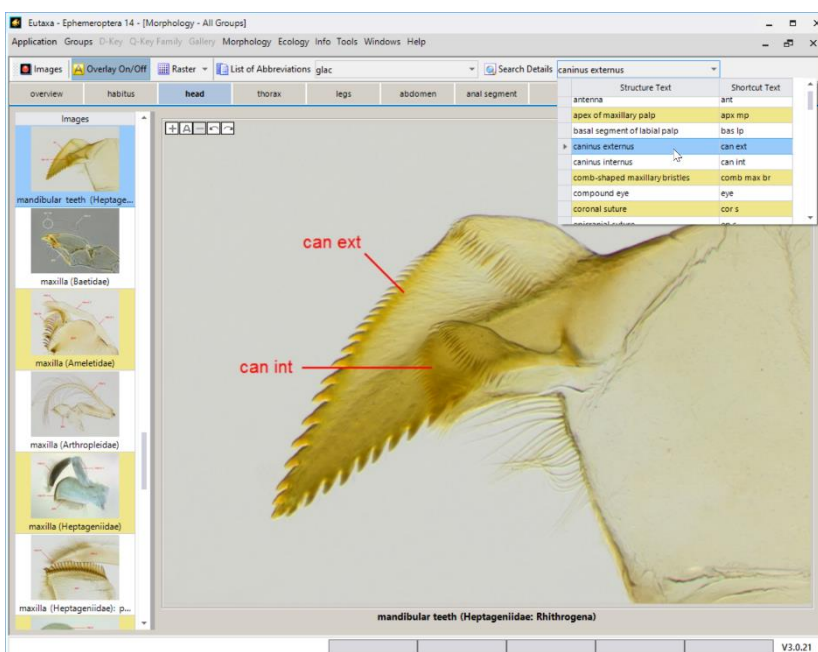 Eutaxa - Ephemeroptera 14 - [Morphology - All Groups]
Application Groups D-Key Q-Key Family Gallery Morphology Ecology Info Tools Windows Help
Images Overlay On/Off Raster List of Abbreviations glac Search Details caninus externus
overview habitus head thorax legs abdomen anal segment
Structure Text Shortcut Text
antenna ant
apex of maxillary palp apx mp
basal segment of labial palp bas lp
caninus externus can ext
caninus internus can int
comb-shaped maxillary bristles comb max br
compound eye eye
coronal suture cor s
Images
mandibular teeth (Heptage...
maxilla (Baetidae)
maxilla (Ameletidae)
maxilla (Arthropleidae)
maxilla (Heptageniidae)
maxilla (Heptageniidae): p...
can ext
can int
mandibular teeth (Heptageniidae: Rhithrogena)
V3.0.21